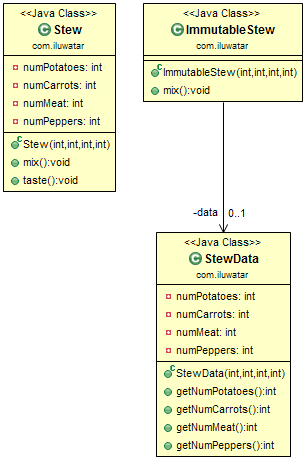 <<Java Class>>
Stew
com.iluwatar
numPotatoes: int
numCarrots: int
numMeat: int
numPeppers: int
Stew(int,int,int,int)
mix():void
taste():void
<<Java Class>>
ImmutableStew
com.iluwatar
ImmutableStew(int,int,int,int)
mix():void
-data 0..1
<<Java Class>>
StewData
com.iluwatar
numPotatoes: int
numCarrots: int
numMeat: int
numPeppers: int
StewData(int,int,int,int)
getNumPotatoes():int
getNumCarrots():int
getNumMeat():int
getNumPeppers():int